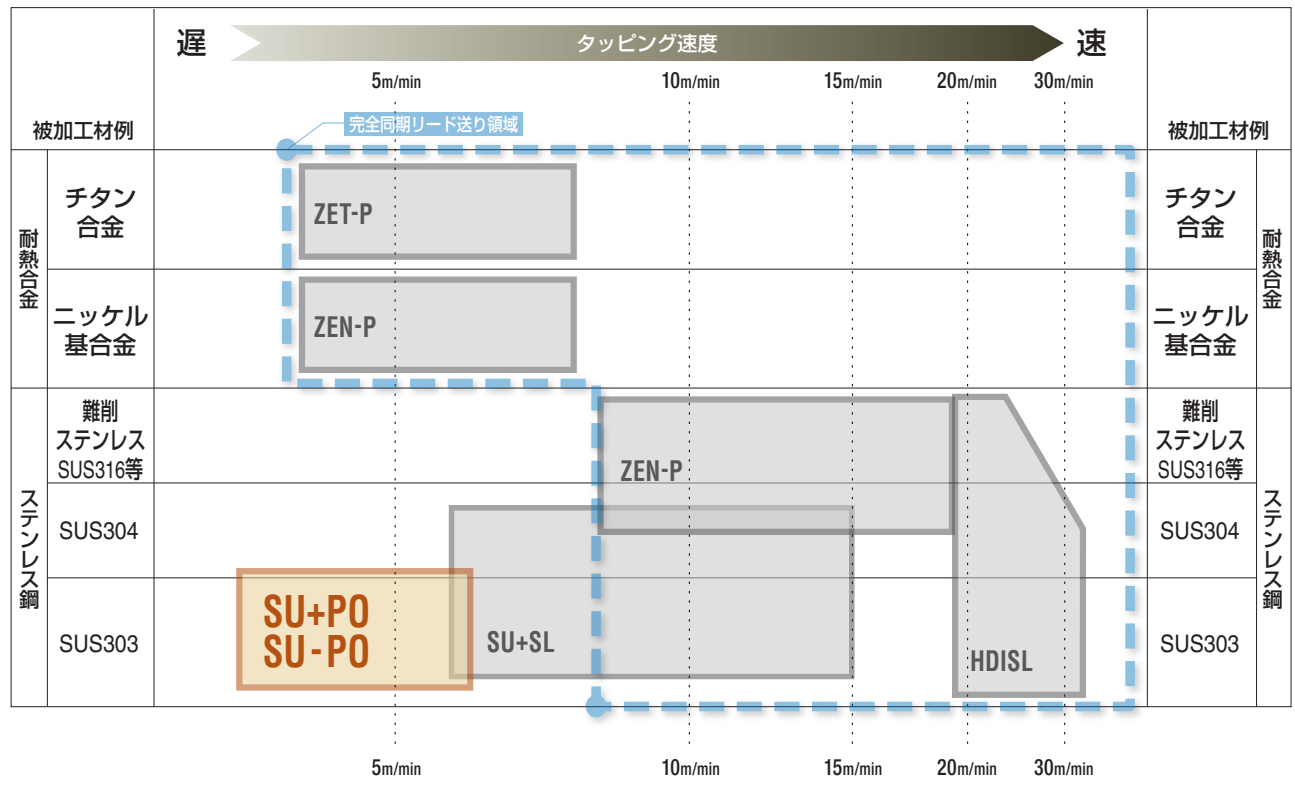 遅
タッピング速度
速
5m/min
10m/min
15m/min
20m/min
30m/min
被加工材例
完全同期リード送り領域
被加工材例
耐熱合金
チタン
合金
ZET-P
チタン
合金
耐熱合金
ニッケル
基合金
ZEN-P
ニッケル
基合金
ステンレス鋼
難削
ステンレス
SUS316等
ZEN-P
難削
ステンレス
SUS316等
ステンレス鋼
SUS304
SUS304
SUS303
SU+PO
SU-PO
SU+SL
HDISL
SUS303
5m/min
10m/min
15m/min
20m/min
30m/min